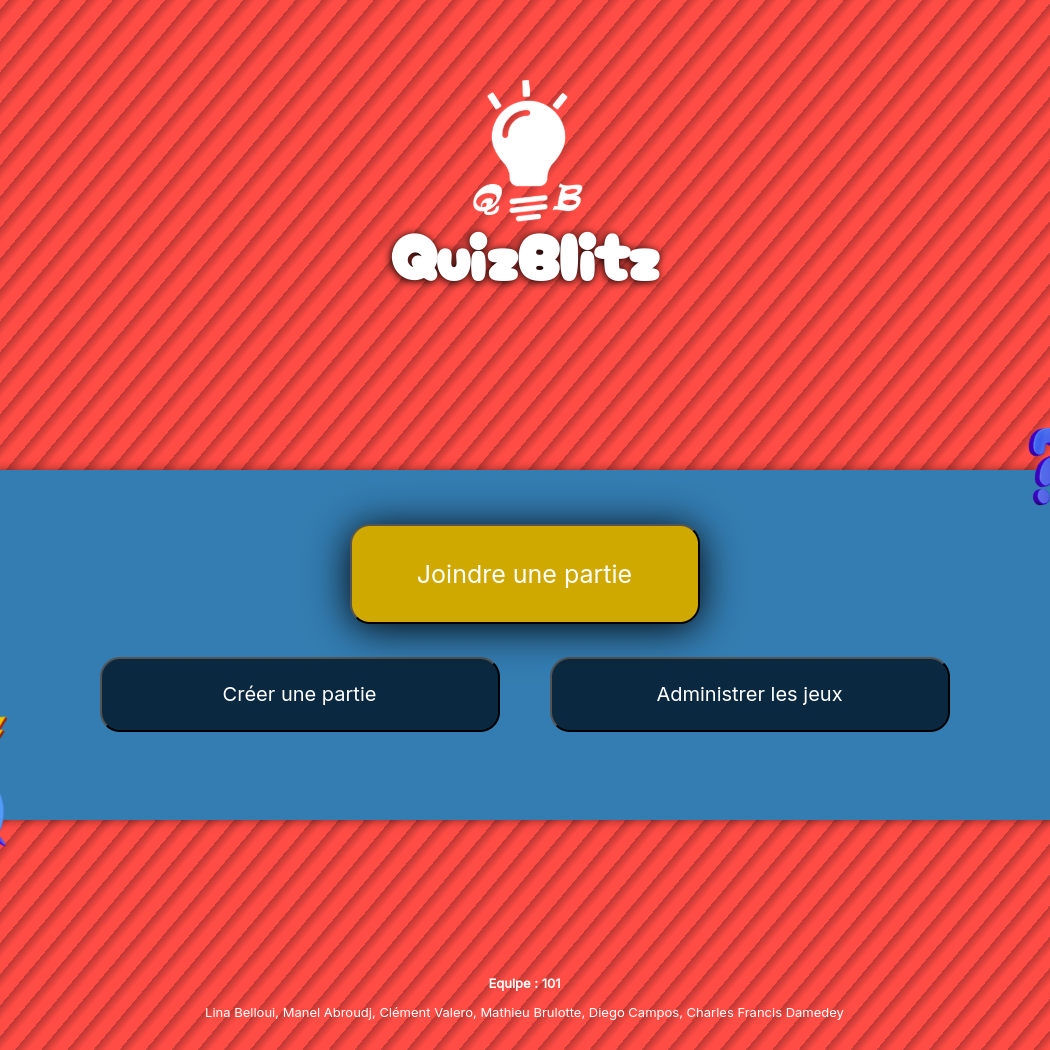 Q B
QuizBlitz
?
Joindre une partie
Créer une partie
Administrer les jeux
Equipe : 101
Lina Belloui, Manel Abroudj, Clément Valero, Mathieu Brulotte, Diego Campos, Charles Francis Damedey